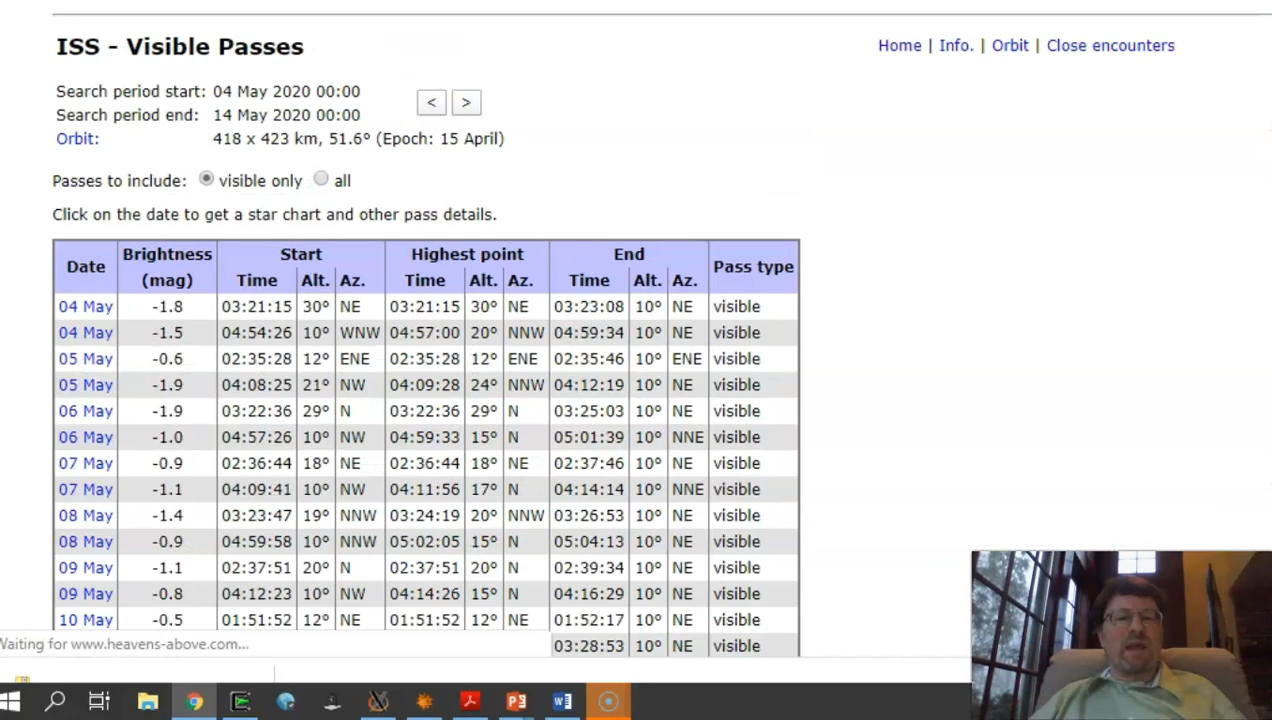 ISS - Visible Passes
Home | Info. | Orbit | Close encounters
Search period start: 04 May 2020 00:00
< >
Search period end: 14 May 2020 00:00
Orbit: 418 x 423 km, 51.6° (Epoch: 15 April)
Passes to include: visible only all
Click on the date to get a star chart and other pass details.
Date Brightness (mag) Start Highest point End Pass type
Time Alt. Az. Time Alt. Az. Time Alt. Az.
04 May -1.8 03:21:15 30° NE 03:21:15 30° NE 03:23:08 10° NE visible
04 May -1.5 04:54:26 10° WNW 04:57:00 20° NNW 04:59:34 10° NE visible
05 May -0.6 02:35:28 12° ENE 02:35:28 12° ENE 02:35:46 10° ENE visible
05 May -1.9 04:08:25 21° NW 04:09:28 24° NNW 04:12:19 10° NE visible
06 May -1.9 03:22:36 29° N 03:22:36 29° N 03:25:03 10° NE visible
06 May -1.0 04:57:26 10° NW 04:59:33 15° N 05:01:39 10° NNE visible
07 May -0.9 02:36:44 18° NE 02:36:44 18° NE 02:37:46 10° NE visible
07 May -1.1 04:09:41 10° NW 04:11:56 17° N 04:14:14 10° NNE visible
08 May -1.4 03:23:47 19° NNW 03:24:19 20° NNW 03:26:53 10° NE visible
08 May -0.9 04:59:58 10° NNW 05:02:05 15° N 05:04:13 10° NE visible
09 May -1.1 02:37:51 20° N 02:37:51 20° N 02:39:34 10° NE visible
09 May -0.8 04:12:23 10° NW 04:14:26 15° N 04:16:29 10° NE visible
10 May -0.5 01:51:52 12° NE 01:51:52 12° NE 01:52:17 10° NE visible
Waiting for www.heavens-above.com...
03:28:53 10° NE visible